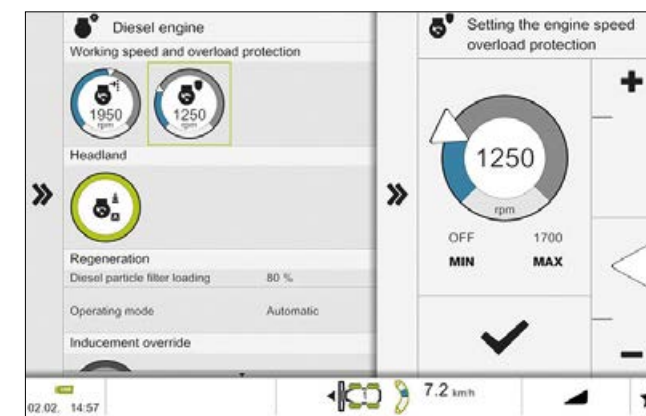 Diesel engine
Working speed and overload protection
1950
rpm
1250
rpm
Headland
Regeneration
Diesel particle filter loading 80 %
Operating mode Automatic
Inducement override
Setting the engine speed
overload protection
1250
rpm
OFF 1700
MIN MAX
02.02. 14:57
7.2 km/h